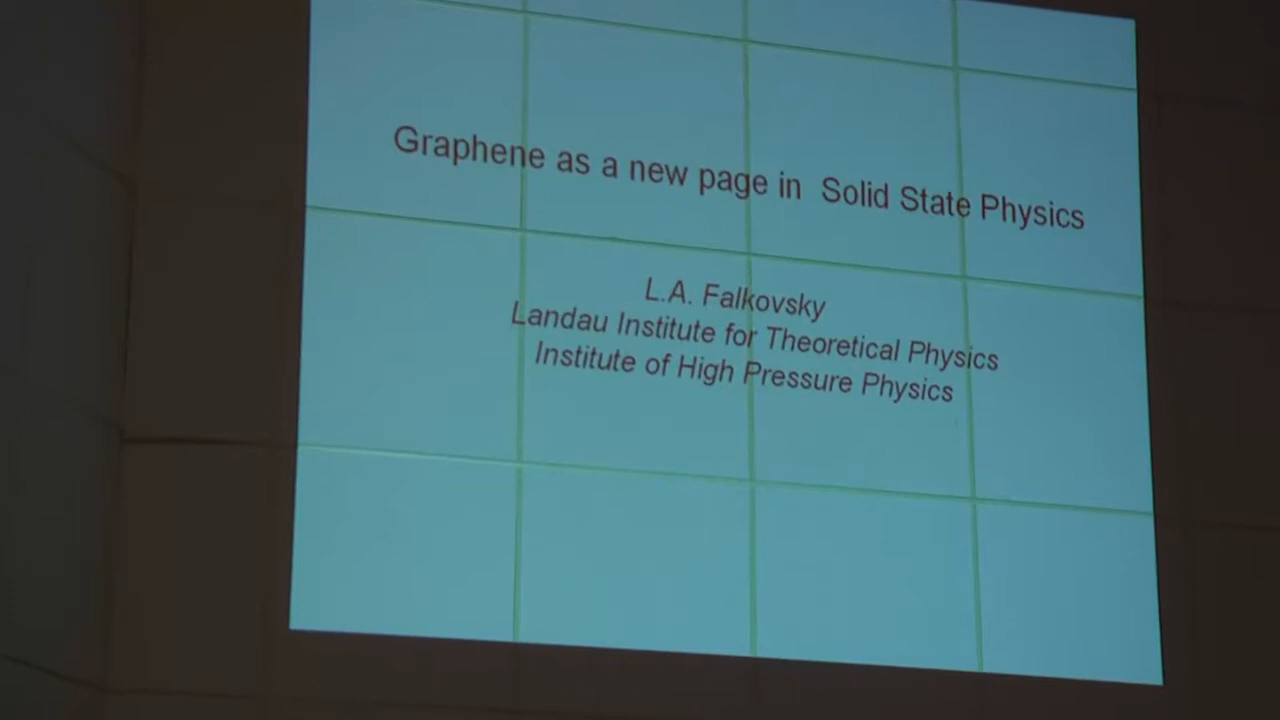 Graphene as a new page in Solid State Physics
L.A. Falkovsky
Landau Institute for Theoretical Physics
Institute of High Pressure Physics